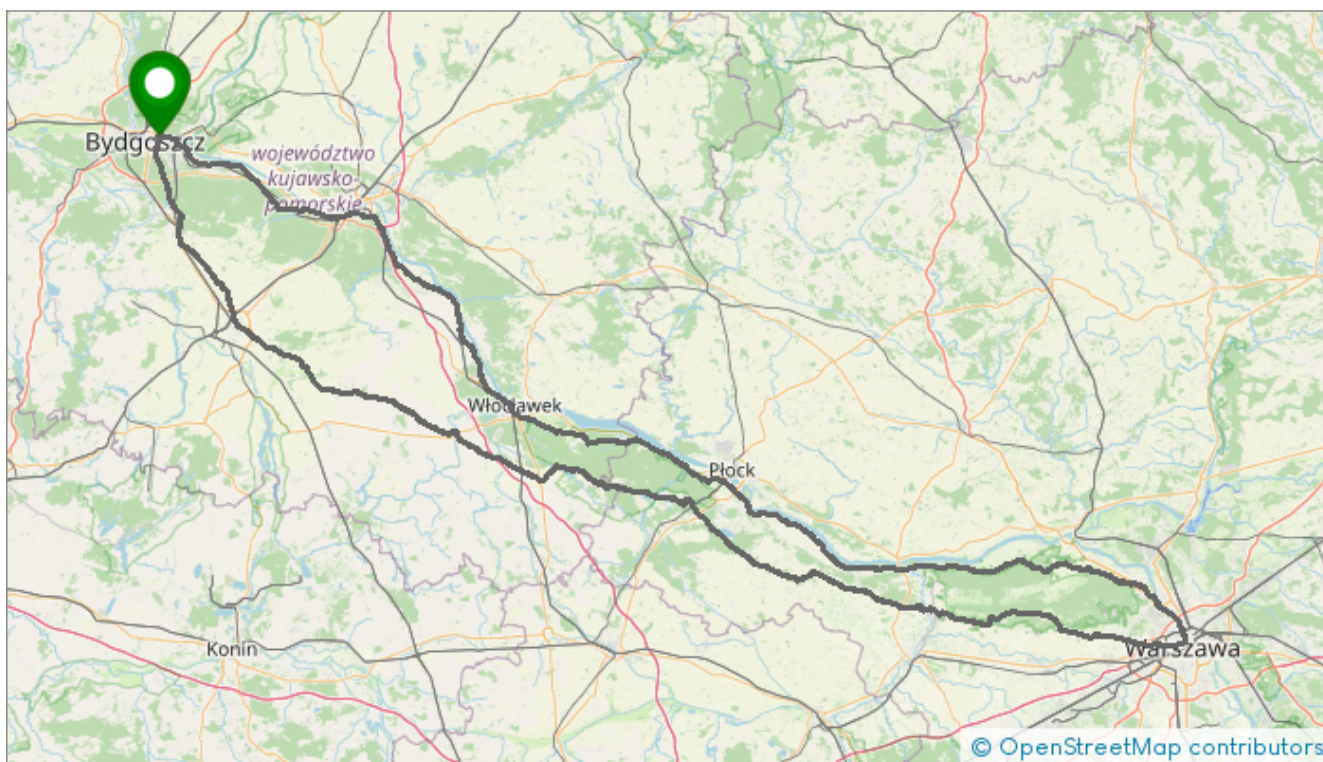 Bydgoszcz
województwo
kujawsko-
pomorskie
Włocławek
Płock
Konin
Warszawa
© OpenStreetMap contributors